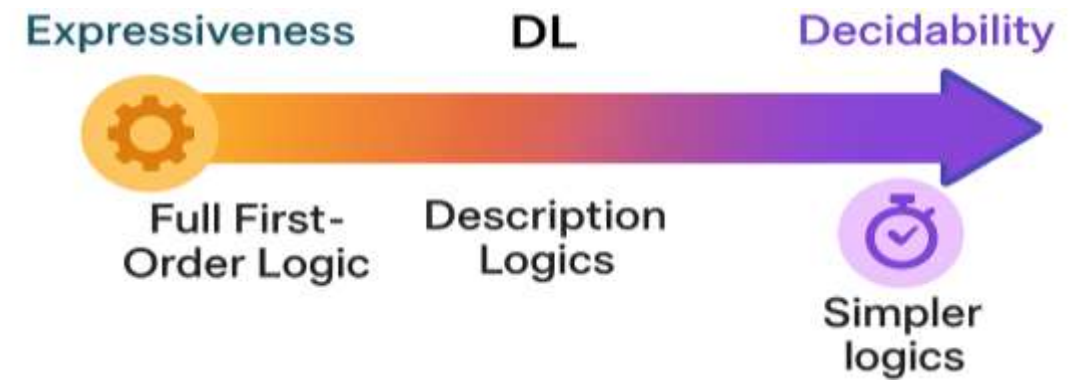 Expressiveness
DL
Decidability
Full First-
Order Logic
Description
Logics
Simpler
logics